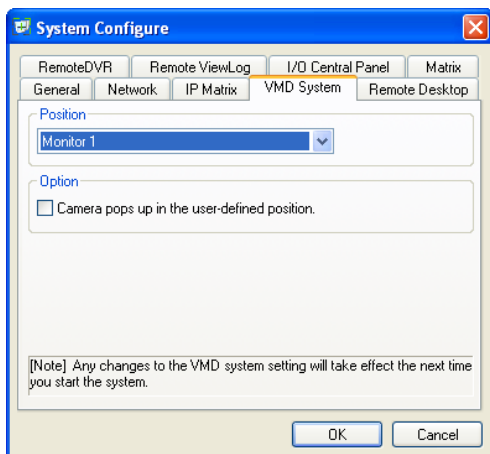 System Configure
RemoteDVR Remote ViewLog I/O Central Panel Matrix
General Network IP Matrix VMD System Remote Desktop
Position
Monitor 1
Option
Camera pops up in the user-defined position.
[Note] Any changes to the VMD system setting will take effect the next time
you start the system.
OK Cancel